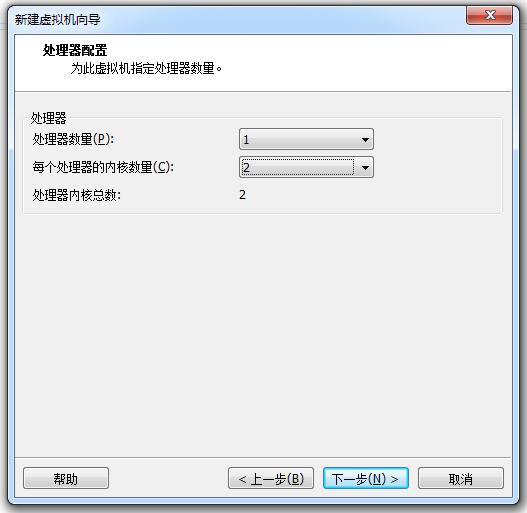 新建虚拟机向导
处理器配置
为此虚拟机指定处理器数量。
处理器
处理器数量(P): 1
每个处理器的内核数量(C): 2
处理器内核总数: 2
帮助 < 上一步(B) 下一步(N) > 取消